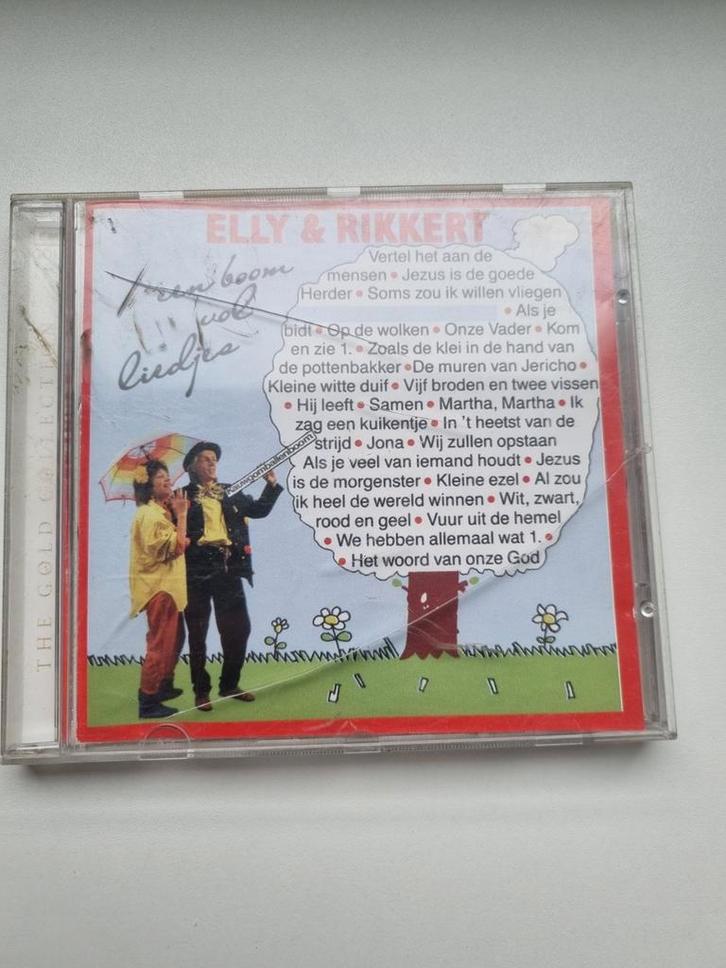 ELLY & RIKKERT
een boom
vol
liedjes
Vertel het aan de
mensen • Jezus is de goede
Herder • Soms zou ik willen vliegen
• Als je
bidt • Op de wolken • Onze Vader • Kom
en zie 1. • Zoals de klei in de hand van
de pottenbakker • De muren van Jericho •
Kleine witte duif • Vijf broden en twee vissen
• Hij leeft • Samen • Martha, Martha • Ik
zag een kuikentje • In 't heetst van de
strijd • Jona • Wij zullen opstaan
Als je veel van iemand houdt • Jezus
is de morgenster • Kleine ezel • Al zou
ik heel de wereld winnen • Wit, zwart,
rood en geel • Vuur uit de hemel
• We hebben allemaal wat 1. •
• Het woord van onze God
kauwgomballenboom
THE GOLD COLLECTION